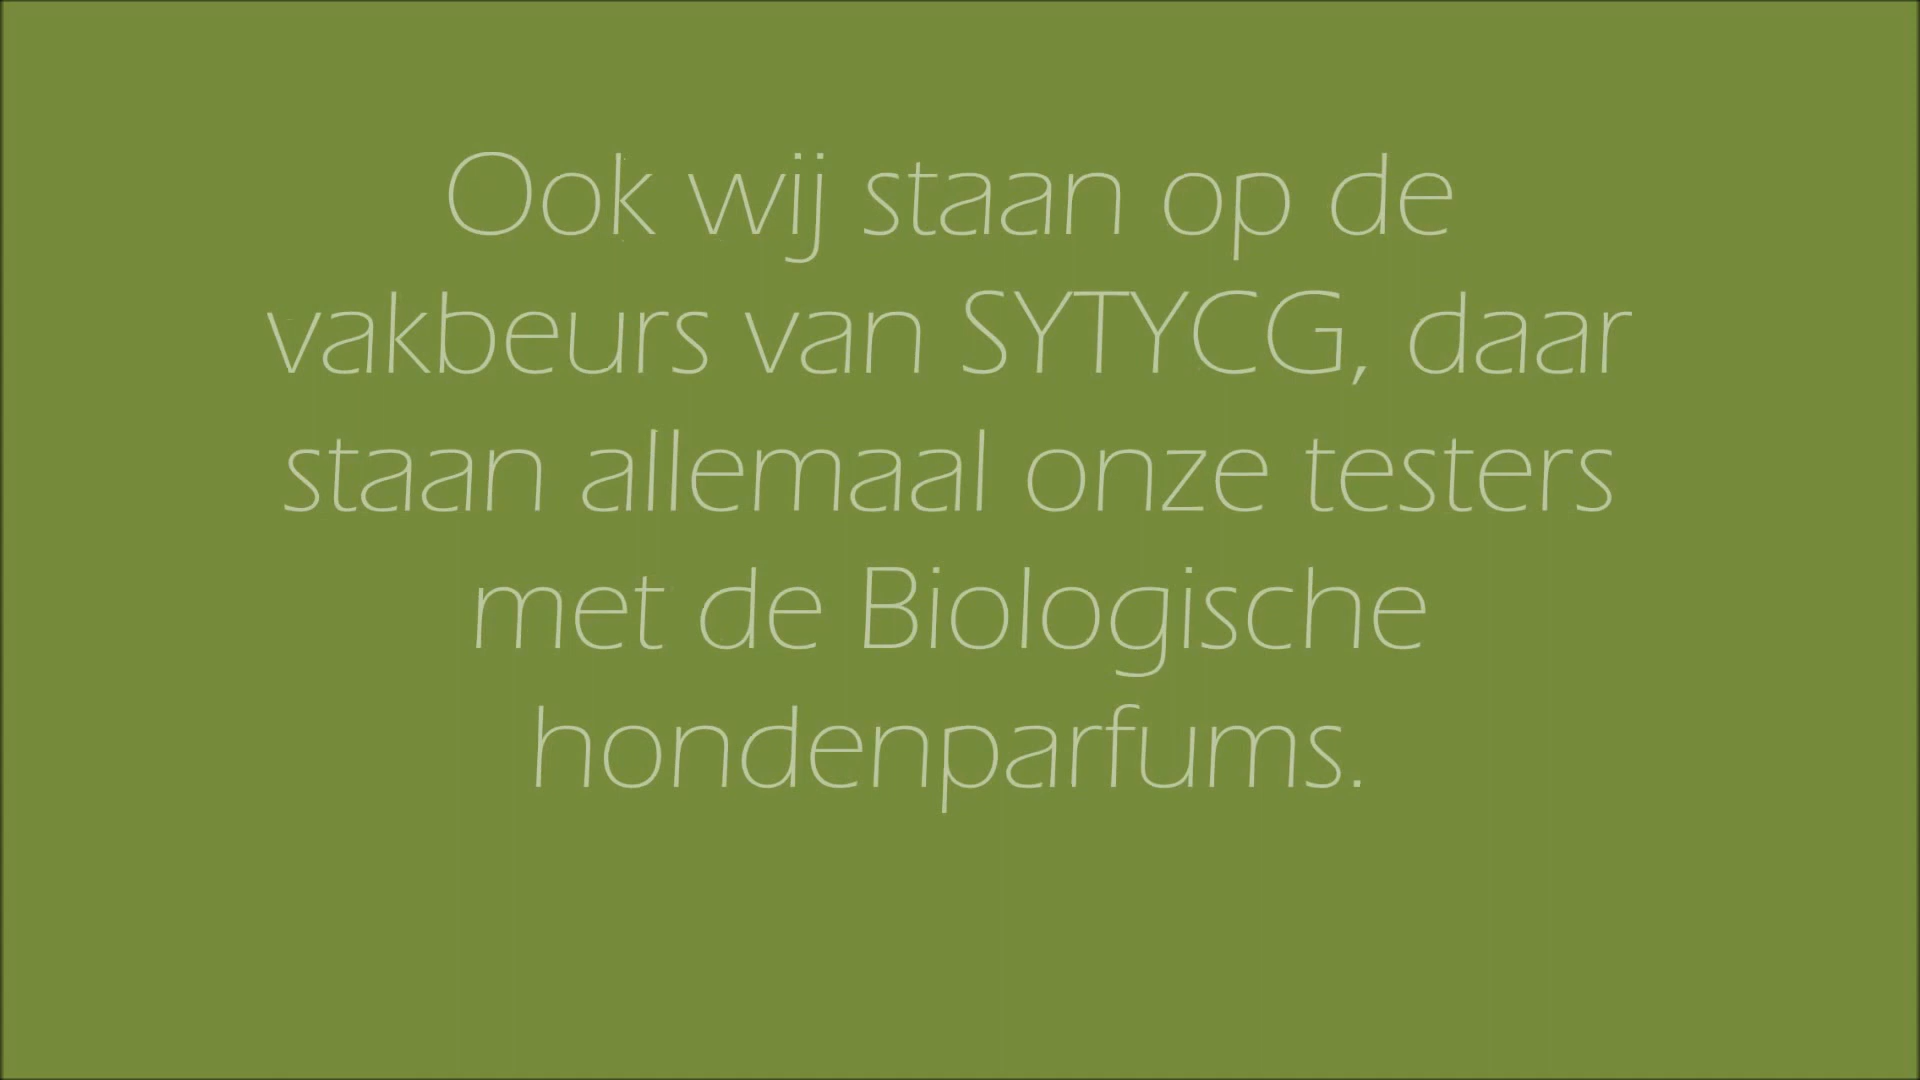 Ook wij staan op de
vakbeurs van SYTYCG, daar
staan allemaal onze testers
met de Biologische
hondenparfums.